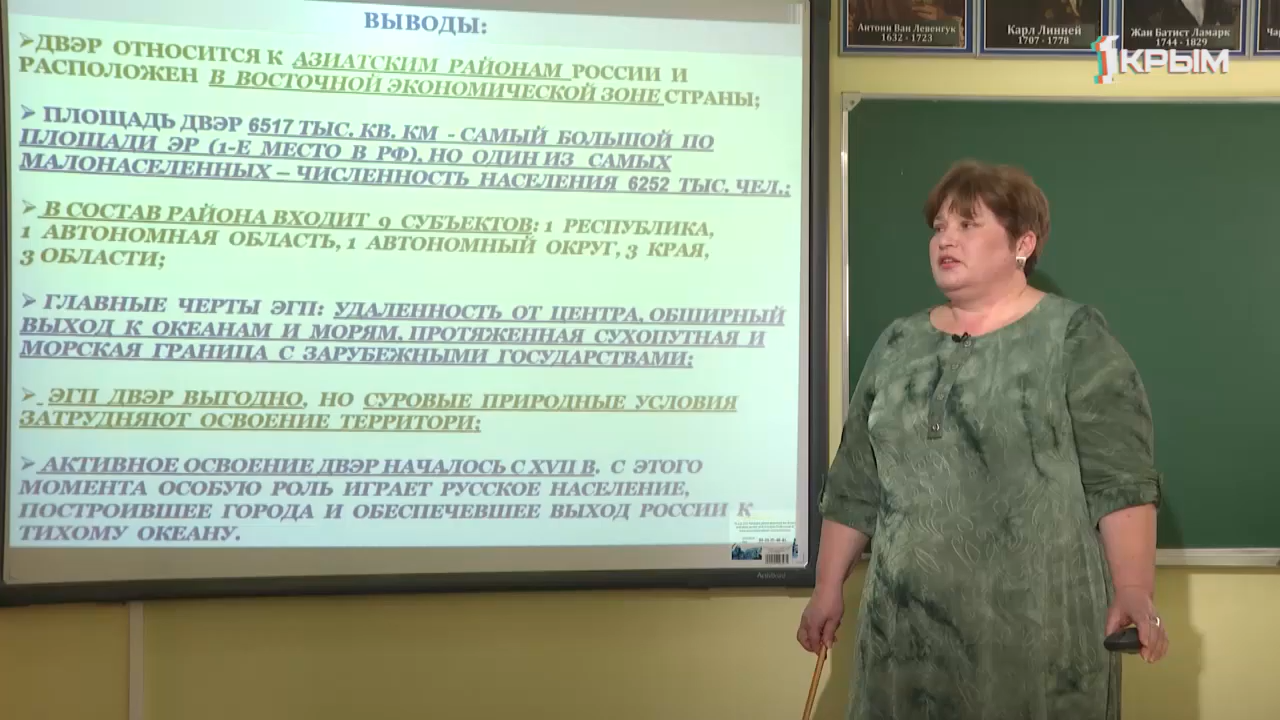 ВЫВОДЫ:
➢ДВЭР ОТНОСИТСЯ К АЗИАТСКИМ РАЙОНАМ РОССИИ И
РАСПОЛОЖЕН В ВОСТОЧНОЙ ЭКОНОМИЧЕСКОЙ ЗОНЕ СТРАНЫ;
➢ ПЛОЩАДЬ ДВЭР 6517 ТЫС. КВ. КМ - САМЫЙ БОЛЬШОЙ ПО
ПЛОЩАДИ ЭР (1-Е МЕСТО В РФ), НО ОДИН ИЗ САМЫХ
МАЛОНАСЕЛЕННЫХ – ЧИСЛЕННОСТЬ НАСЕЛЕНИЯ 6252 ТЫС. ЧЕЛ.;
➢ В СОСТАВ РАЙОНА ВХОДИТ 9 СУБЪЕКТОВ: 1 РЕСПУБЛИКА,
1 АВТОНОМНАЯ ОБЛАСТЬ, 1 АВТОНОМНЫЙ ОКРУГ, 3 КРАЯ,
3 ОБЛАСТИ;
➢ ГЛАВНЫЕ ЧЕРТЫ ЭГП: УДАЛЕННОСТЬ ОТ ЦЕНТРА, ОБШИРНЫЙ
ВЫХОД К ОКЕАНАМ И МОРЯМ, ПРОТЯЖЕННАЯ СУХОПУТНАЯ И
МОРСКАЯ ГРАНИЦА С ЗАРУБЕЖНЫМИ ГОСУДАРСТВАМИ;
➢ ЭГП ДВЭР ВЫГОДНО, НО СУРОВЫЕ ПРИРОДНЫЕ УСЛОВИЯ
ЗАТРУДНЯЮТ ОСВОЕНИЕ ТЕРРИТОРИ;
➢ АКТИВНОЕ ОСВОЕНИЕ ДВЭР НАЧАЛОСЬ С XVII В. С ЭТОГО
МОМЕНТА ОСОБУЮ РОЛЬ ИГРАЕТ РУССКОЕ НАСЕЛЕНИЕ,
ПОСТРОИВШЕЕ ГОРОДА И ОБЕСПЕЧЕВШЕЕ ВЫХОД РОССИИ К
ТИХОМУ ОКЕАНУ.
Антони Ван Левенгук
1632 - 1723
Карл Линней
1707 - 1778
Жан Батист Ламарк
1744 - 1829
1КРЫМ